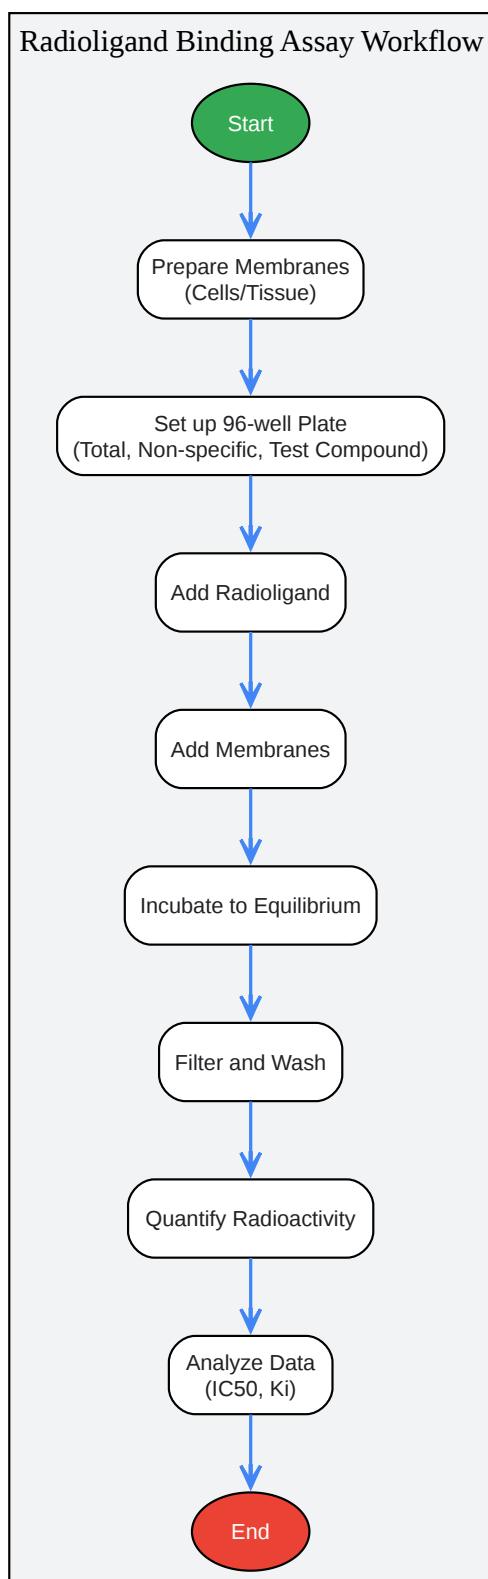 Radioligand Binding Assay Workflow
Start
Prepare Membranes
(Cells/Tissue)
Set up 96-well Plate
(Total, Non-specific, Test Compound)
Add Radioligand
Add Membranes
Incubate to Equilibrium
Filter and Wash
Quantify Radioactivity
Analyze Data
(IC50, Ki)
End